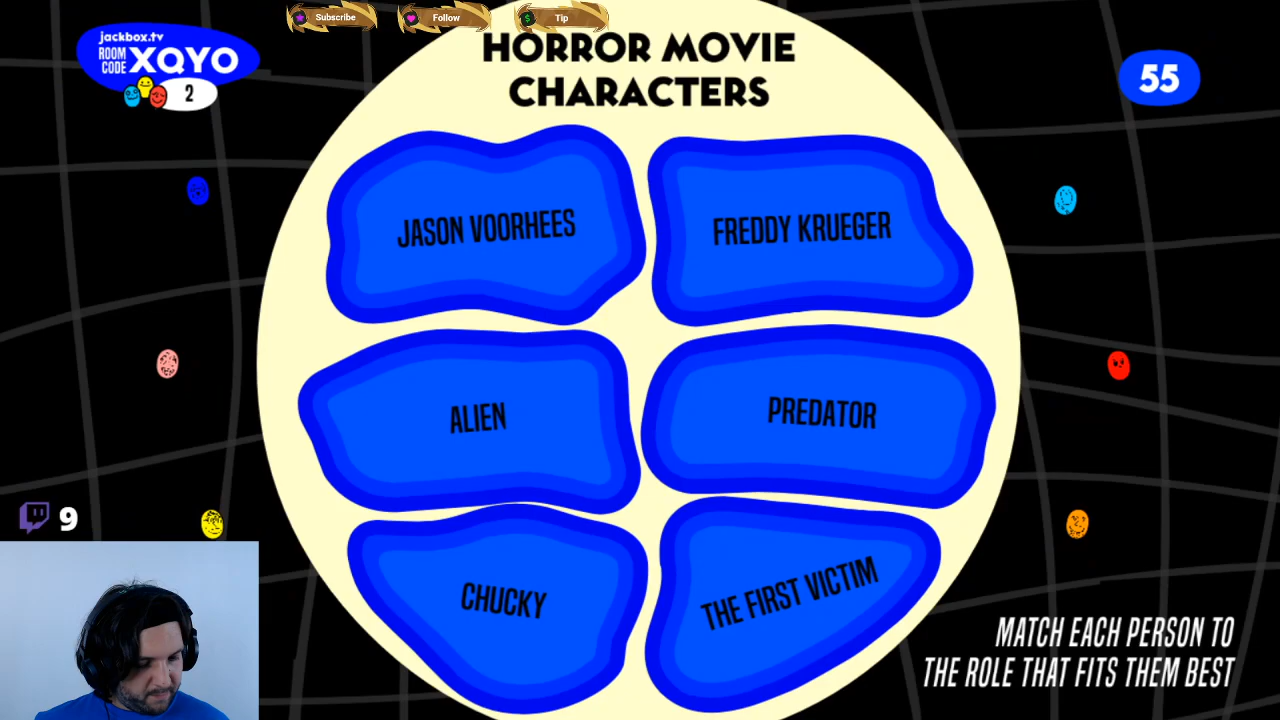 Subscribe
Follow
Tip
jackbox.tv
ROOM CODE XQYO
2
HORROR MOVIE
CHARACTERS
55
JASON VOORHEES
FREDDY KRUEGER
ALIEN
PREDATOR
CHUCKY
THE FIRST VICTIM
9
MATCH EACH PERSON TO
THE ROLE THAT FITS THEM BEST